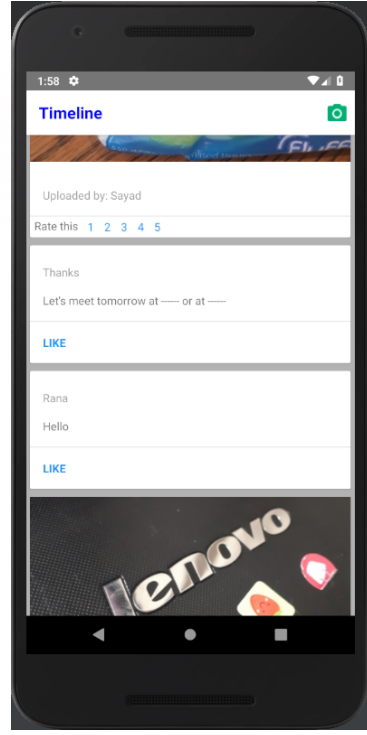 1:58
Timeline
Fluff
Uploaded by: Sayad
Rate this 1 2 3 4 5
Thanks
Let's meet tomorrow at ------ or at ------
LIKE
Rana
Hello
LIKE
lenovo